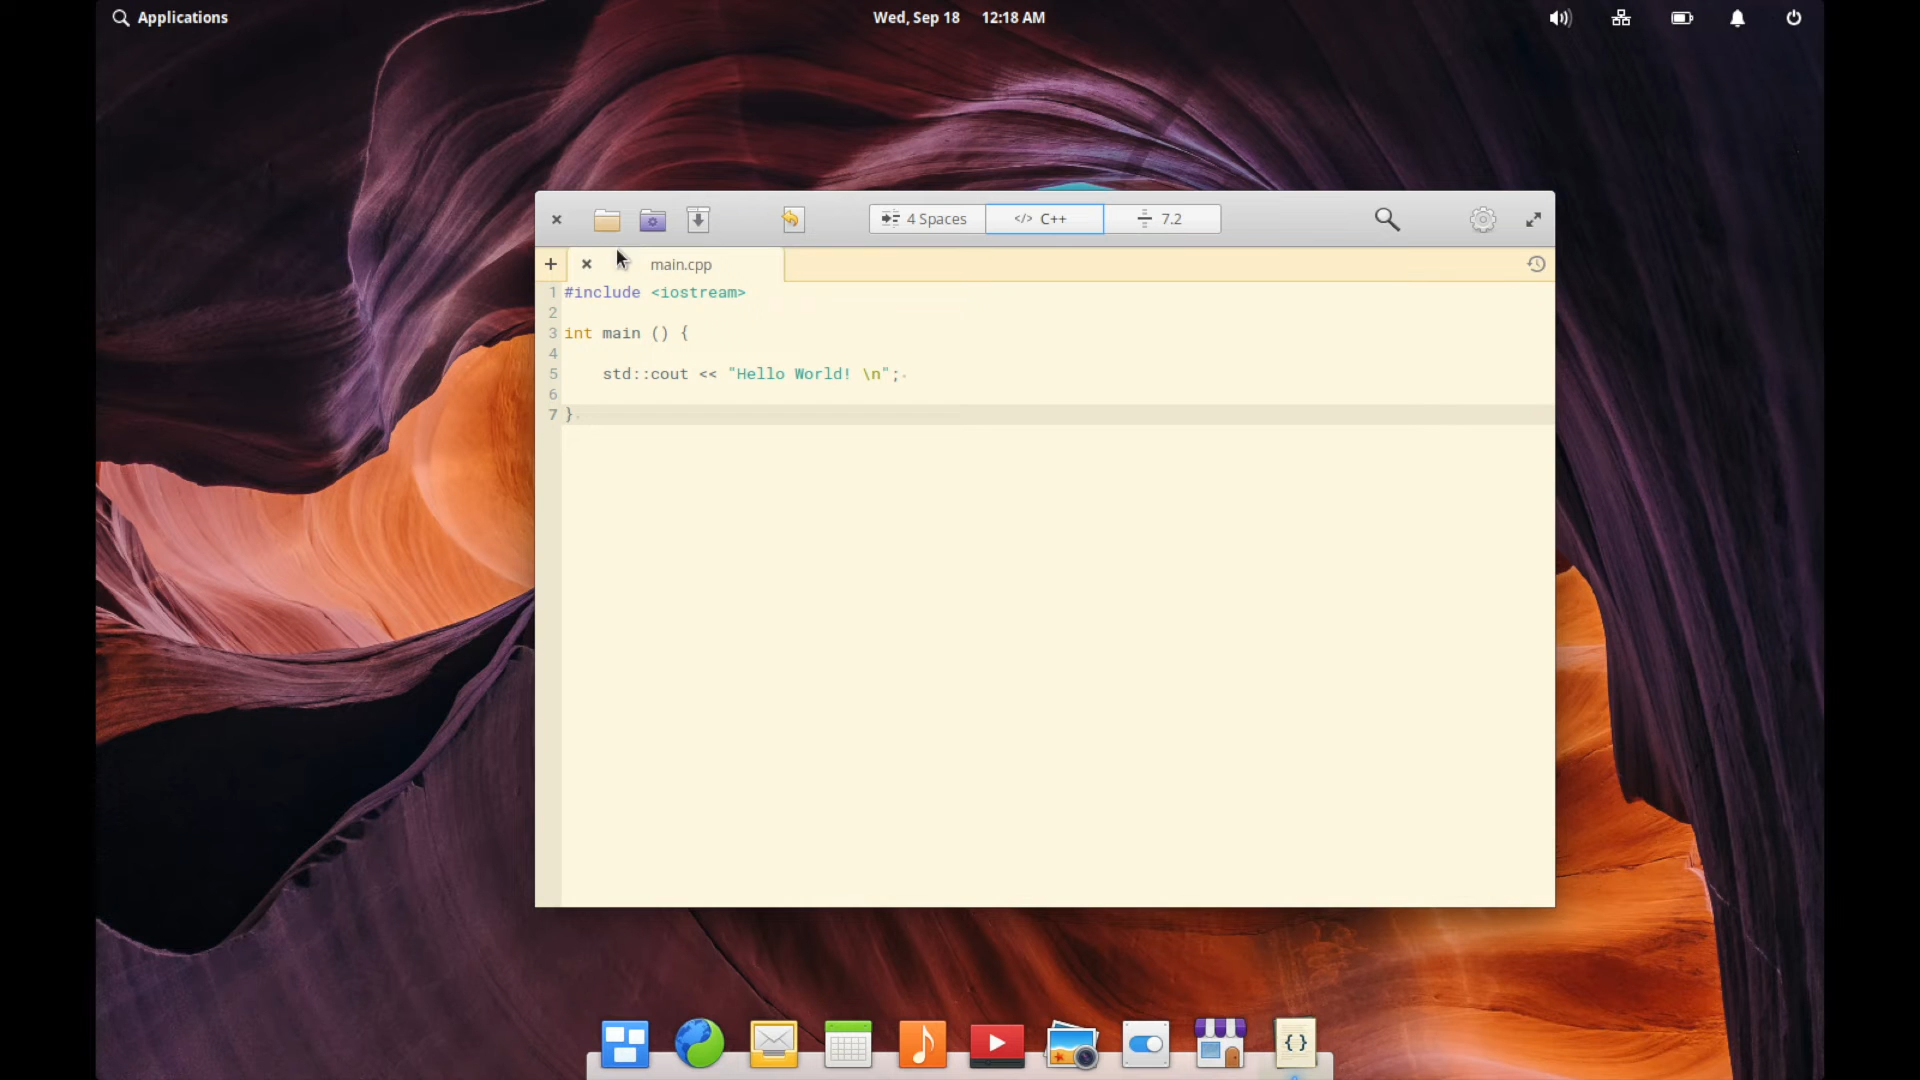 Applications
Wed, Sep 18 12:18 AM
4 Spaces
</> C++
7.2
main.cpp
1 #include <iostream>
2
3 int main () {
4
5 std::cout << "Hello World! \n";
6
7 }
{}